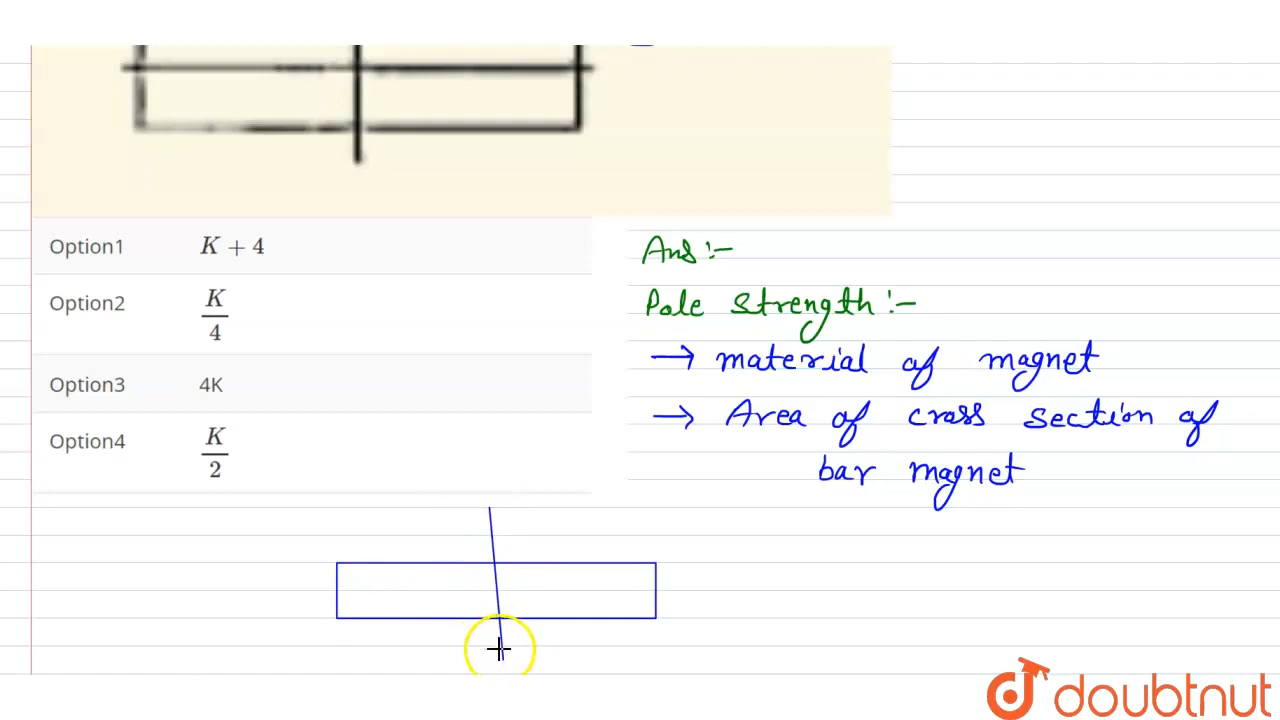 Option1 K + 4
Option2 K/4
Option3 4K
Option4 K/2
Ans :-
Pole strength :-
→ material of magnet
→ Area of cross section of
bar magnet
doubtnut